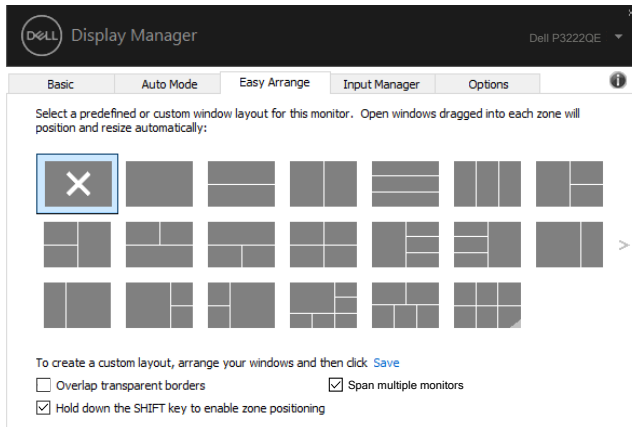 DELL Display Manager
Dell P3222QE
Basic Auto Mode Easy Arrange Input Manager Options
Select a predefined or custom window layout for this monitor. Open windows dragged into each zone will
position and resize automatically:
To create a custom layout, arrange your windows and then click Save
Overlap transparent borders Span multiple monitors
Hold down the SHIFT key to enable zone positioning